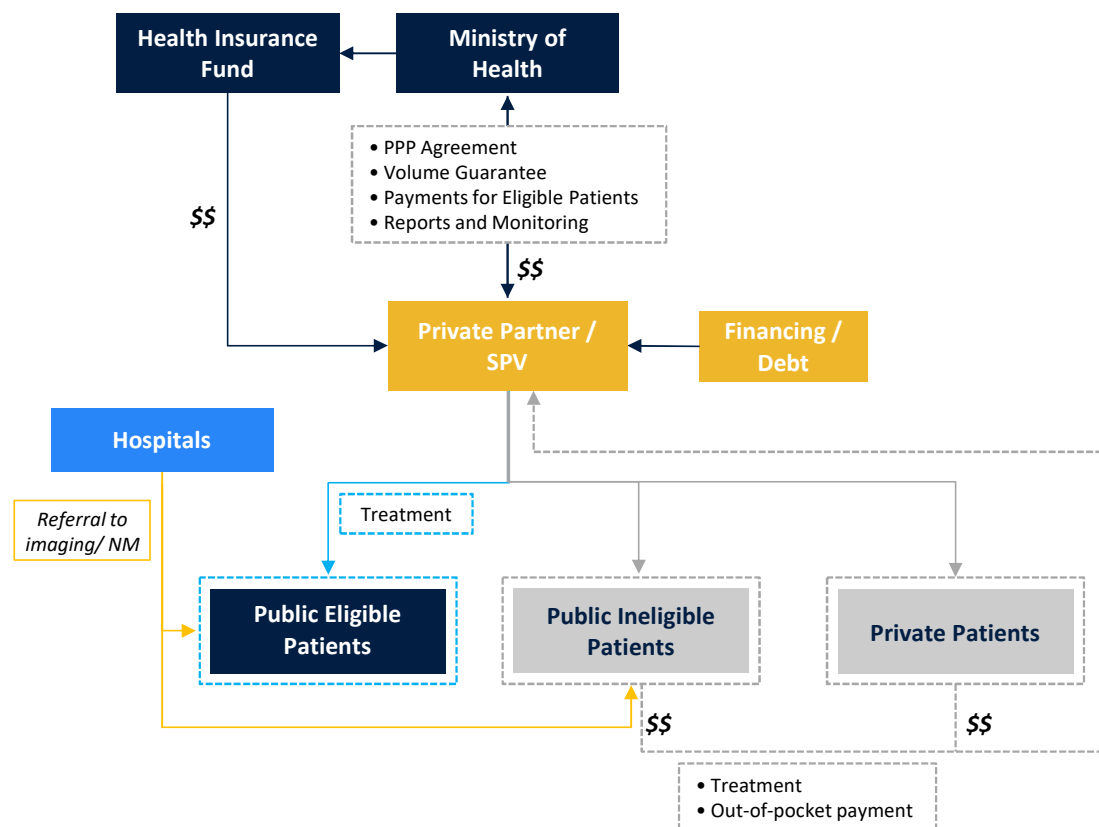 Health Insurance
Fund
Ministry of
Health
• PPP Agreement
• Volume Guarantee
• Payments for Eligible Patients
• Reports and Monitoring
$$
$$
Private Partner /
SPV
Financing /
Debt
Hospitals
Referral to
imaging/ NM
Treatment
Public Eligible
Patients
Public Ineligible
Patients
Private Patients
$$
$$
• Treatment
• Out-of-pocket payment